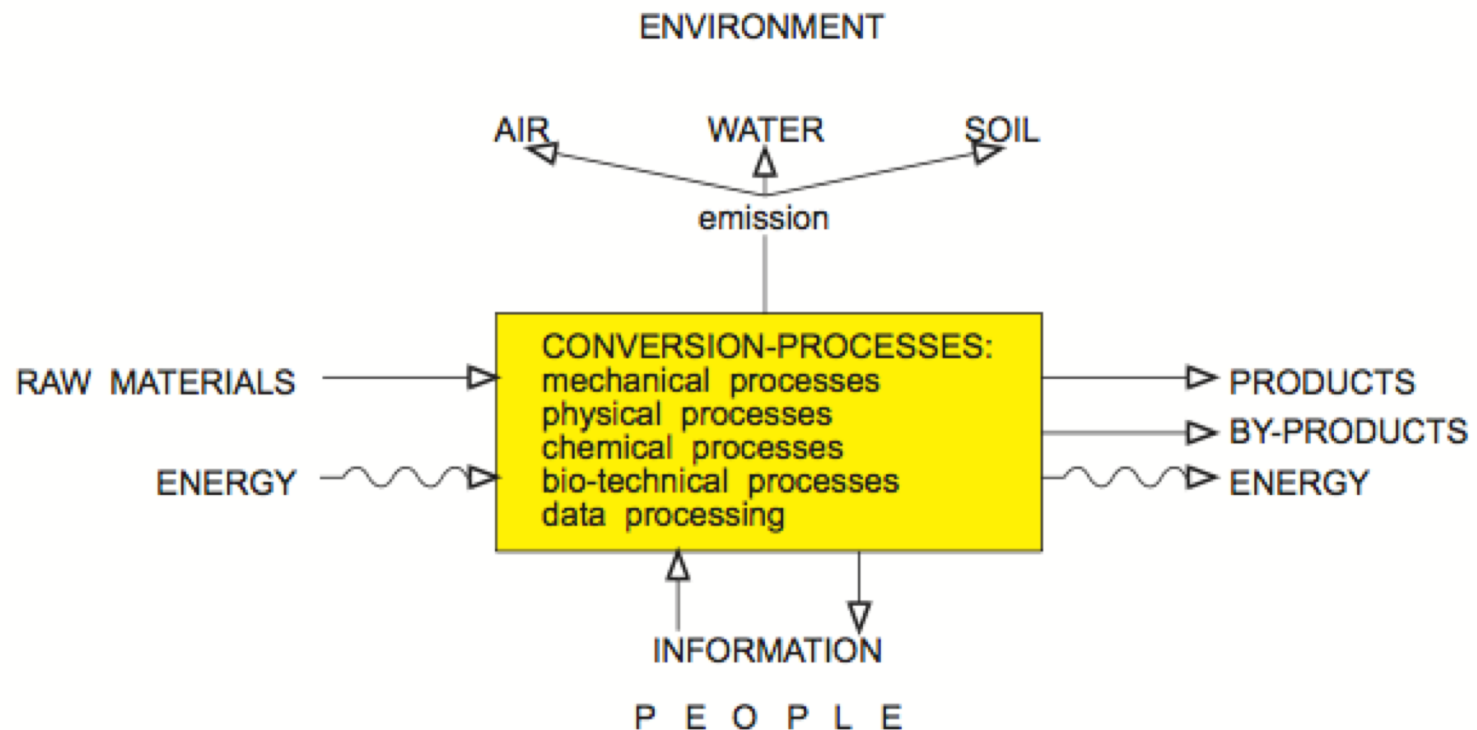 ENVIRONMENT
AIR WATER SOIL
emission
CONVERSION-PROCESSES:
RAW MATERIALS mechanical processes PRODUCTS
physical processes
chemical processes BY-PRODUCTS
ENERGY bio-technical processes ENERGY
data processing
INFORMATION
P E O P L E